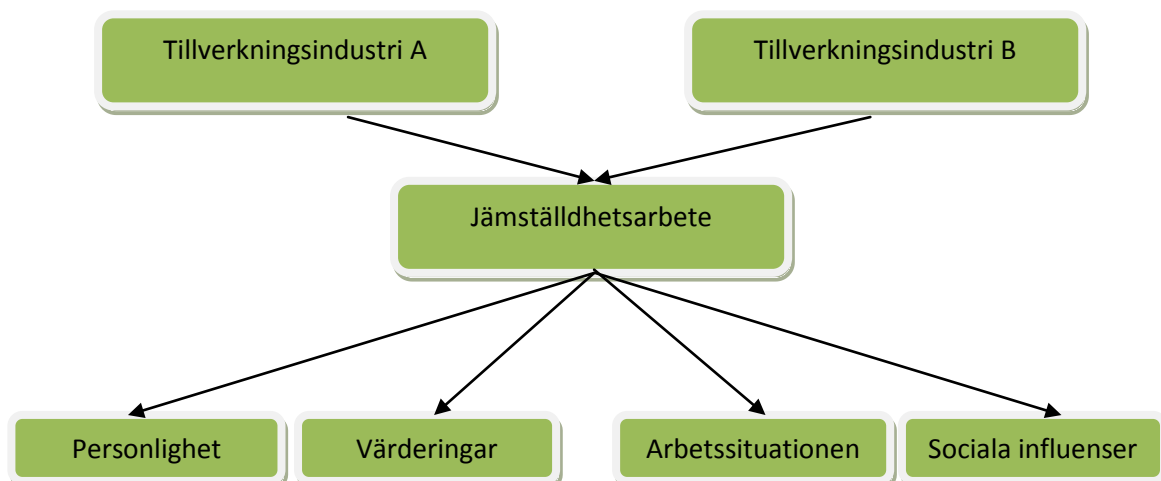 Tillverkningsindustri A
Tillverkningsindustri B
Jämställdhetsarbete
Personlighet
Värderingar
Arbetssituationen
Sociala influenser